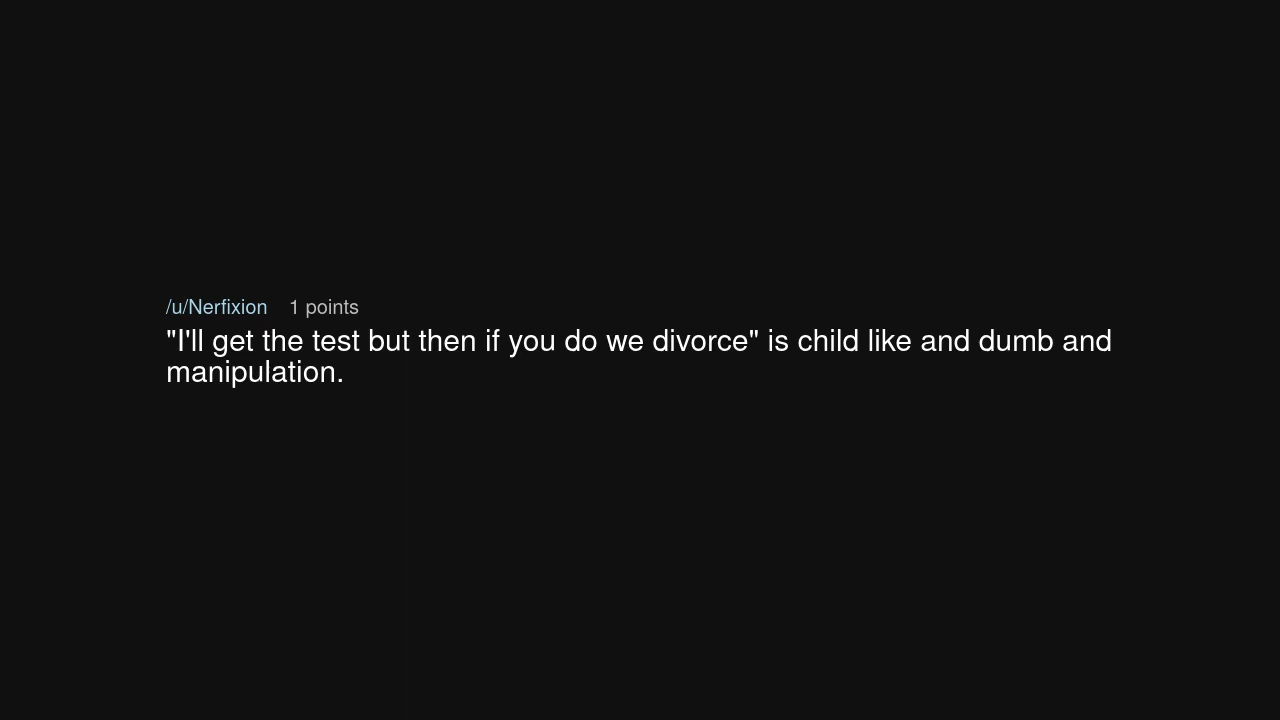 /u/Nerfixion 1 points
"I'll get the test but then if you do we divorce" is child like and dumb and
manipulation.